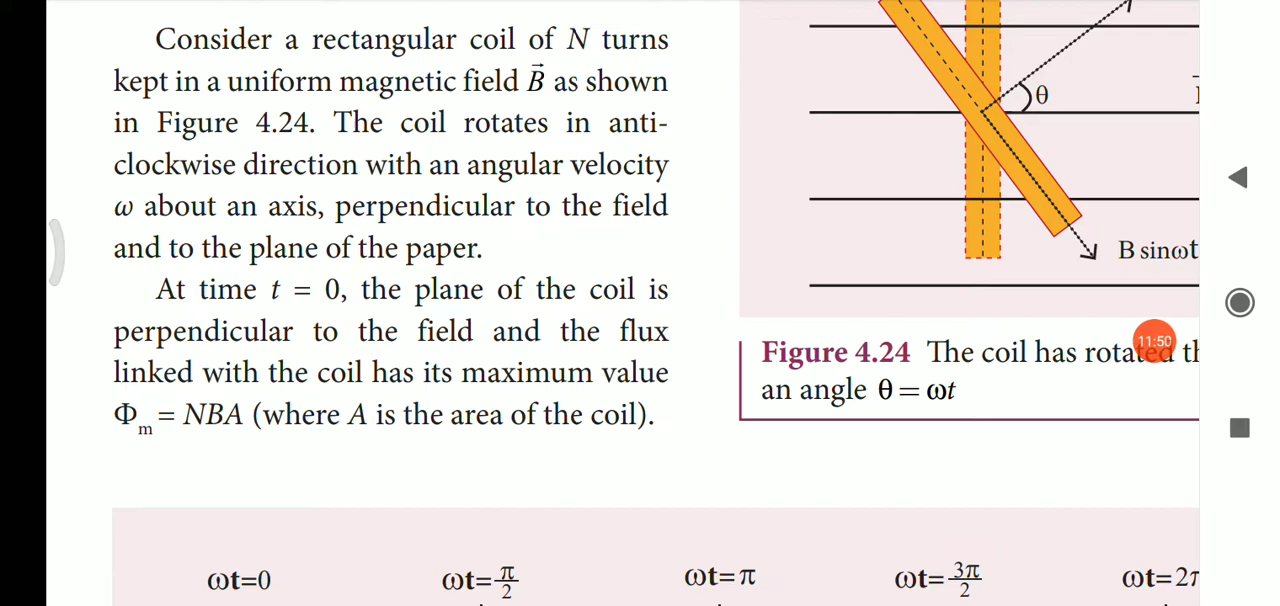 Consider a rectangular coil of N turns
kept in a uniform magnetic field B⃗ as shown
in Figure 4.24. The coil rotates in anti-
clockwise direction with an angular velocity
ω about an axis, perpendicular to the field
and to the plane of the paper.
At time t = 0, the plane of the coil is
perpendicular to the field and the flux
linked with the coil has its maximum value
Φm = NBA (where A is the area of the coil).
θ
B sinωt
11:50
Figure 4.24 The coil has rotated
an angle θ = ωt
ωt=0
ωt=π/2
ωt=π
ωt=3π/2
ωt=2π